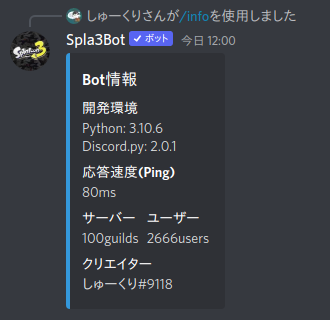 しゅーくりさんが/infoを使用しました
Spla3Bot ✓ボット 今日 12:00
Bot情報
開発環境
Python: 3.10.6
Discord.py: 2.0.1
応答速度(Ping)
80ms
サーバー ユーザー
100guilds 2666users
クリエイター
しゅーくり#9118